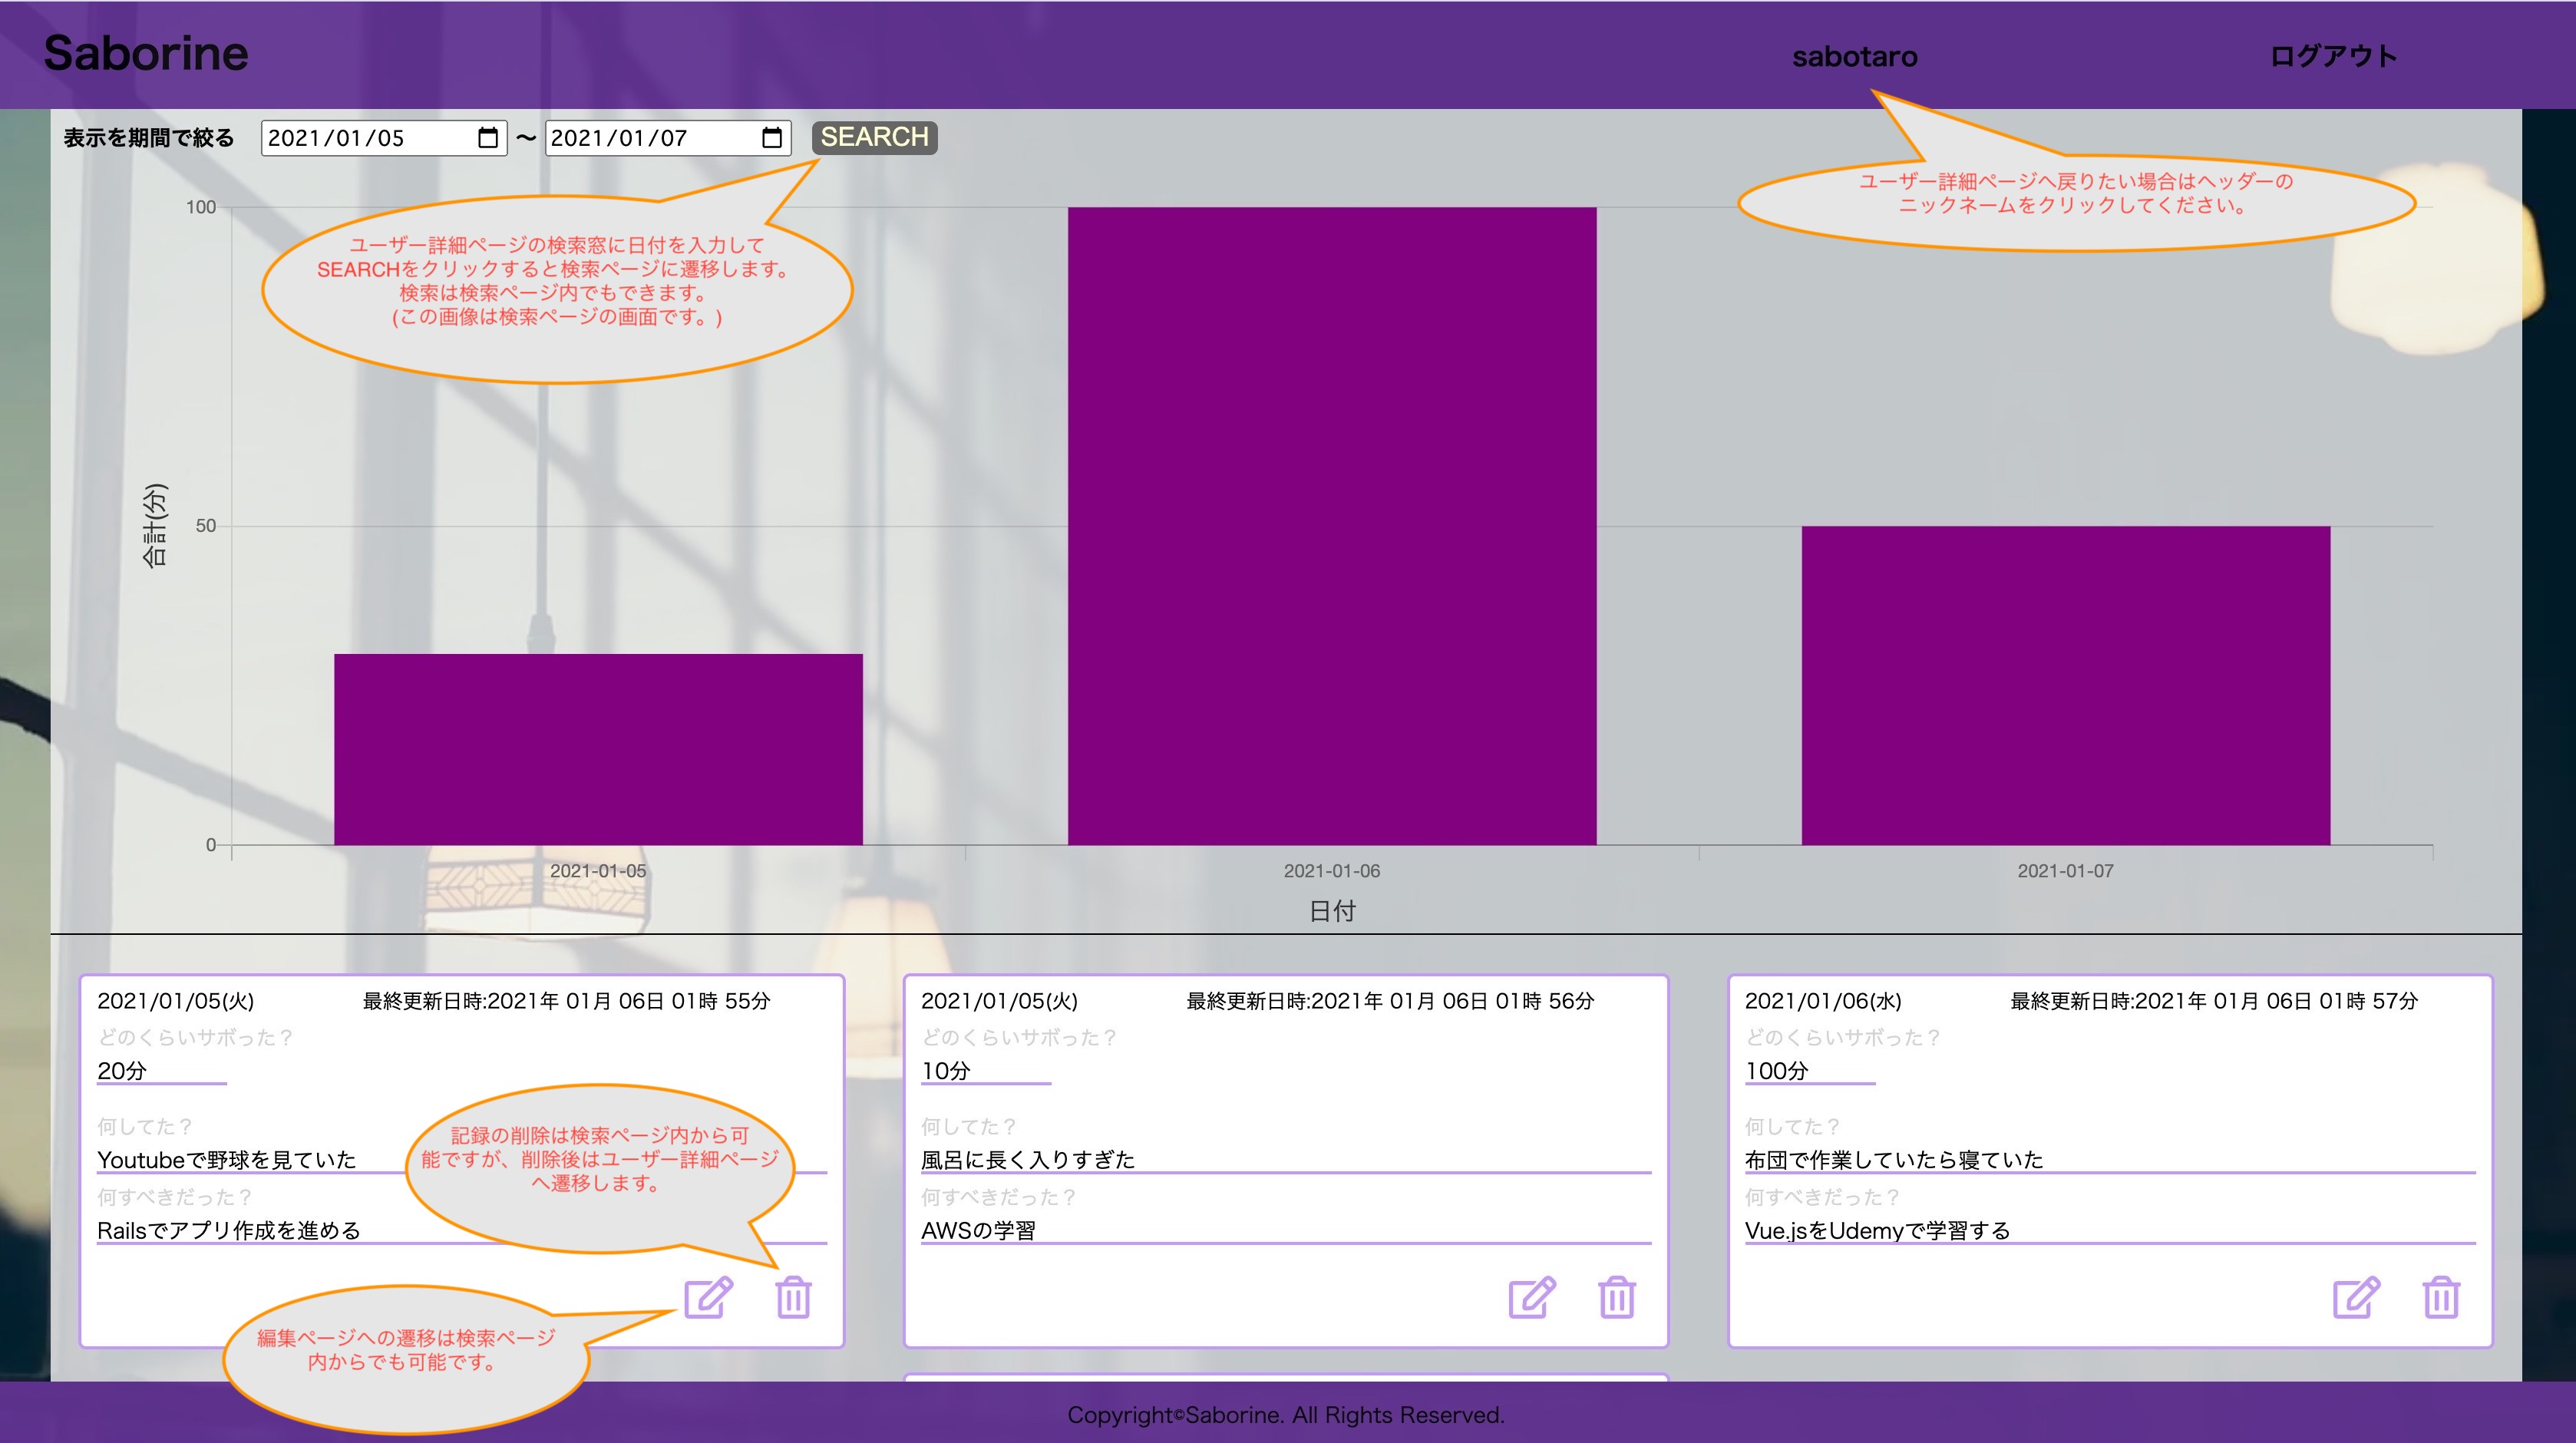 Saborine
sabotaro
ログアウト
表示を期間で絞る 2021/01/05 〜 2021/01/07 SEARCH
ユーザー詳細ページへ戻りたい場合はヘッダーの
ニックネームをクリックしてください。
ユーザー詳細ページの検索窓に日付を入力して
SEARCHをクリックすると検索ページに遷移します。
検索は検索ページ内でもできます。
(この画像は検索ページの画面です。)
合計(分)
100
50
0
2021-01-05
2021-01-06
2021-01-07
日付
2021/01/05(火) 最終更新日時:2021年 01月 06日 01時 55分
どのくらいサボった？
20分
何してた？
Youtubeで野球を見ていた
何すべきだった？
Railsでアプリ作成を進める
記録の削除は検索ページ内から可
能ですが、削除後はユーザー詳細ページ
へ遷移します。
編集ページへの遷移は検索ページ
内からでも可能です。
2021/01/05(火) 最終更新日時:2021年 01月 06日 01時 56分
どのくらいサボった？
10分
何してた？
風呂に長く入りすぎた
何すべきだった？
AWSの学習
2021/01/06(水) 最終更新日時:2021年 01月 06日 01時 57分
どのくらいサボった？
100分
何してた？
布団で作業していたら寝ていた
何すべきだった？
Vue.jsをUdemyで学習する
Copyright©Saborine. All Rights Reserved.